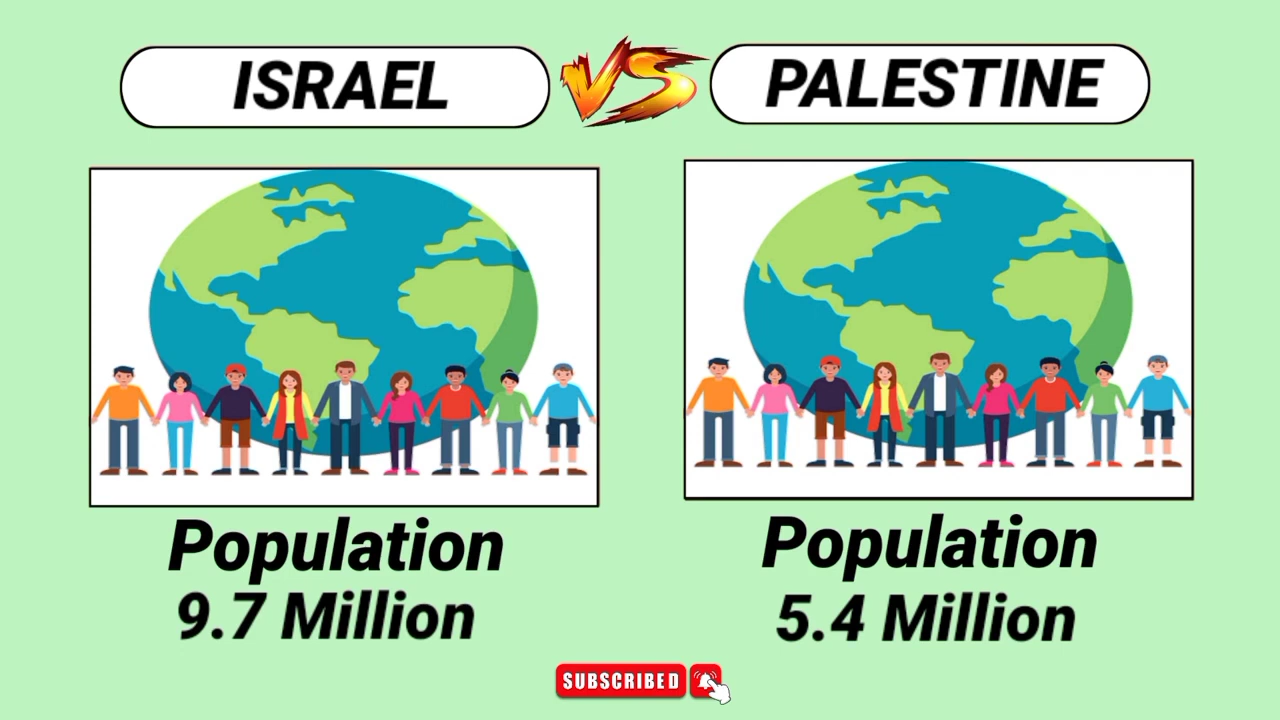 ISRAEL VS PALESTINE
Population Population
9.7 Million 5.4 Million
SUBSCRIBED